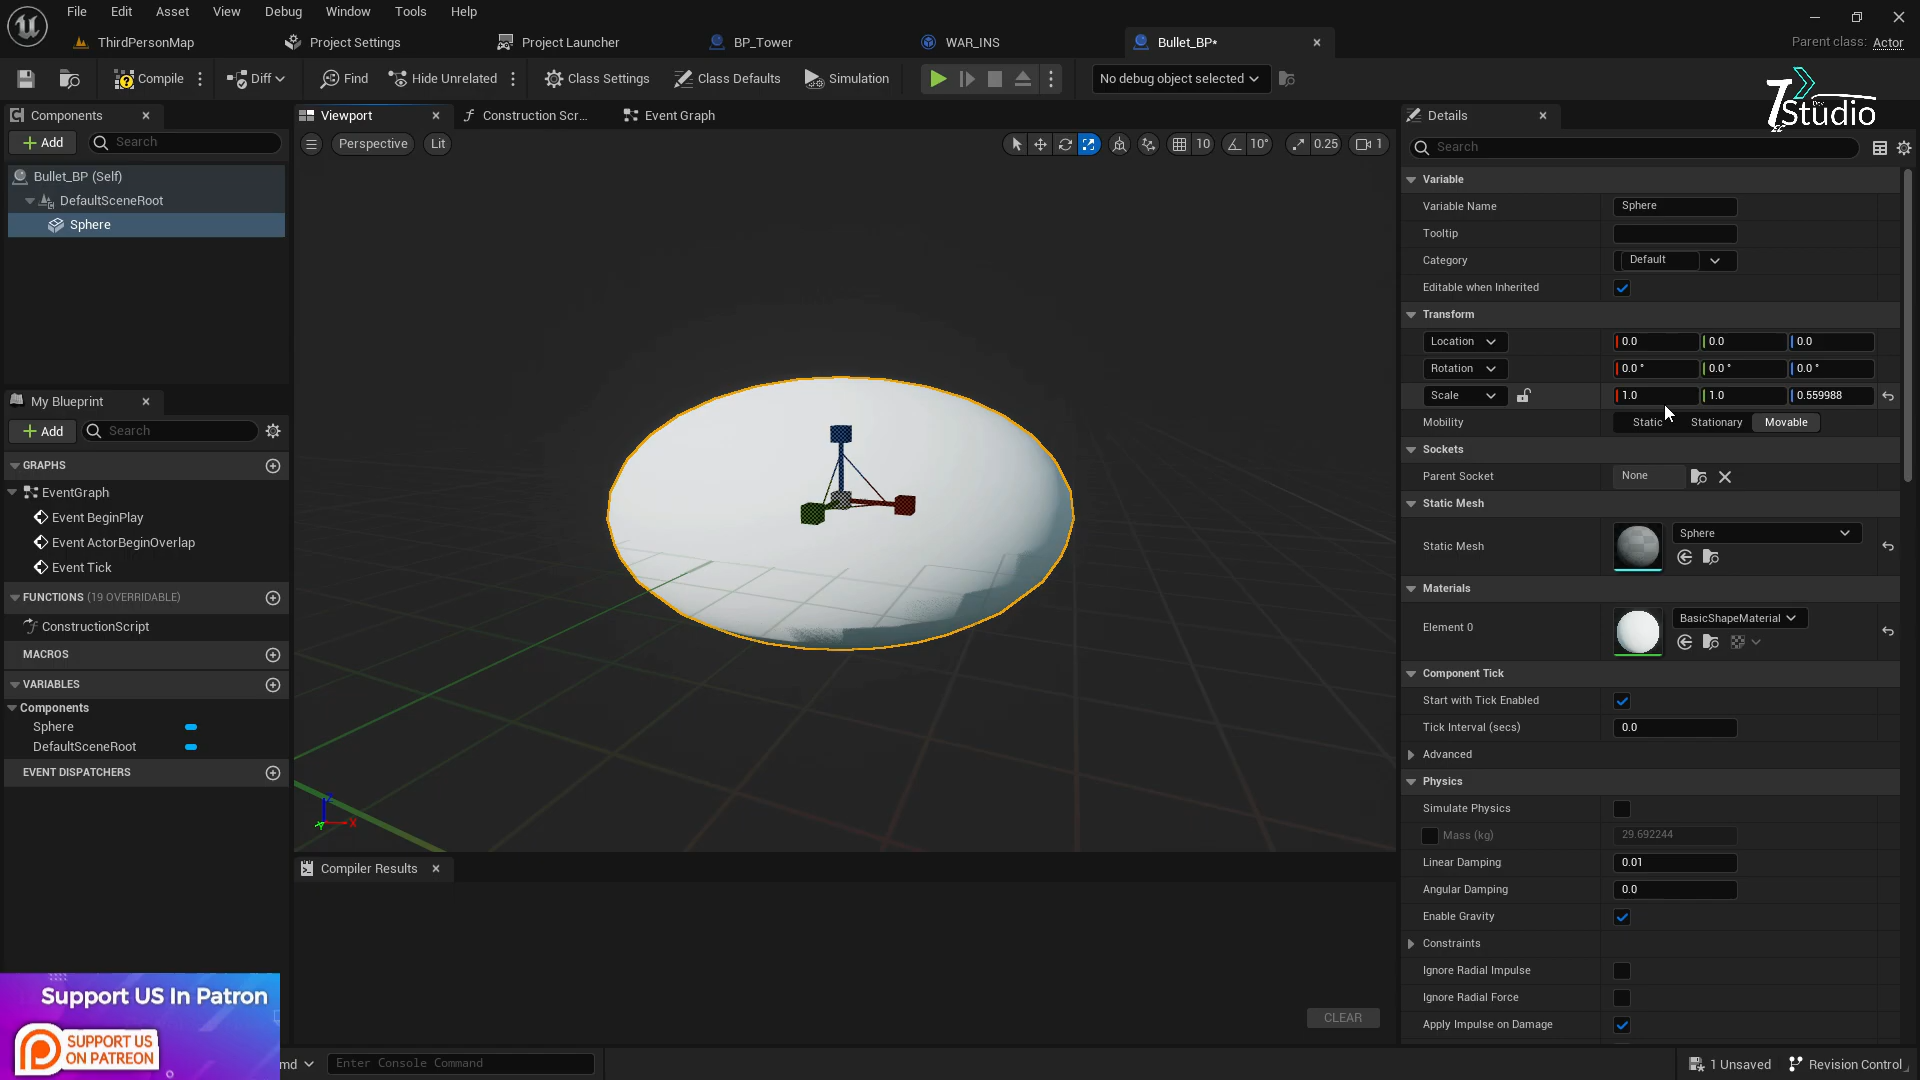 File Edit Asset View Debug Window Tools Help
ThirdPersonMap Project Settings Project Launcher BP_Tower WAR_INS Bullet_BP* Parent class: Actor
Compile Diff Find Hide Unrelated Class Settings Class Defaults Simulation No debug object selected
7Studio
Dev
Components
Add Search
Bullet_BP (Self)
DefaultSceneRoot
Sphere
My Blueprint
Add Search
GRAPHS
EventGraph
Event BeginPlay
Event ActorBeginOverlap
Event Tick
FUNCTIONS (19 OVERRIDABLE)
ConstructionScript
MACROS
VARIABLES
Components
Sphere
DefaultSceneRoot
EVENT DISPATCHERS
Support US In Patron
SUPPORT US
ON PATREON
Viewport Construction Scr... Event Graph
Perspective Lit 10 10° 0.25 1
Z
Y X
Compiler Results
CLEAR
md Enter Console Command
Details
Search
Variable
Variable Name Sphere
Tooltip
Category Default
Editable when Inherited
Transform
Location 0.0 0.0 0.0
Rotation 0.0 ° 0.0 ° 0.0 °
Scale 1.0 1.0 0.559988
Mobility Static Stationary Movable
Sockets
Parent Socket None
Static Mesh
Static Mesh Sphere
Materials
Element 0 BasicShapeMaterial
Component Tick
Start with Tick Enabled
Tick Interval (secs) 0.0
Advanced
Physics
Simulate Physics
Mass (kg) 29.692244
Linear Damping 0.01
Angular Damping 0.0
Enable Gravity
Constraints
Ignore Radial Impulse
Ignore Radial Force
Apply Impulse on Damage
1 Unsaved Revision Control